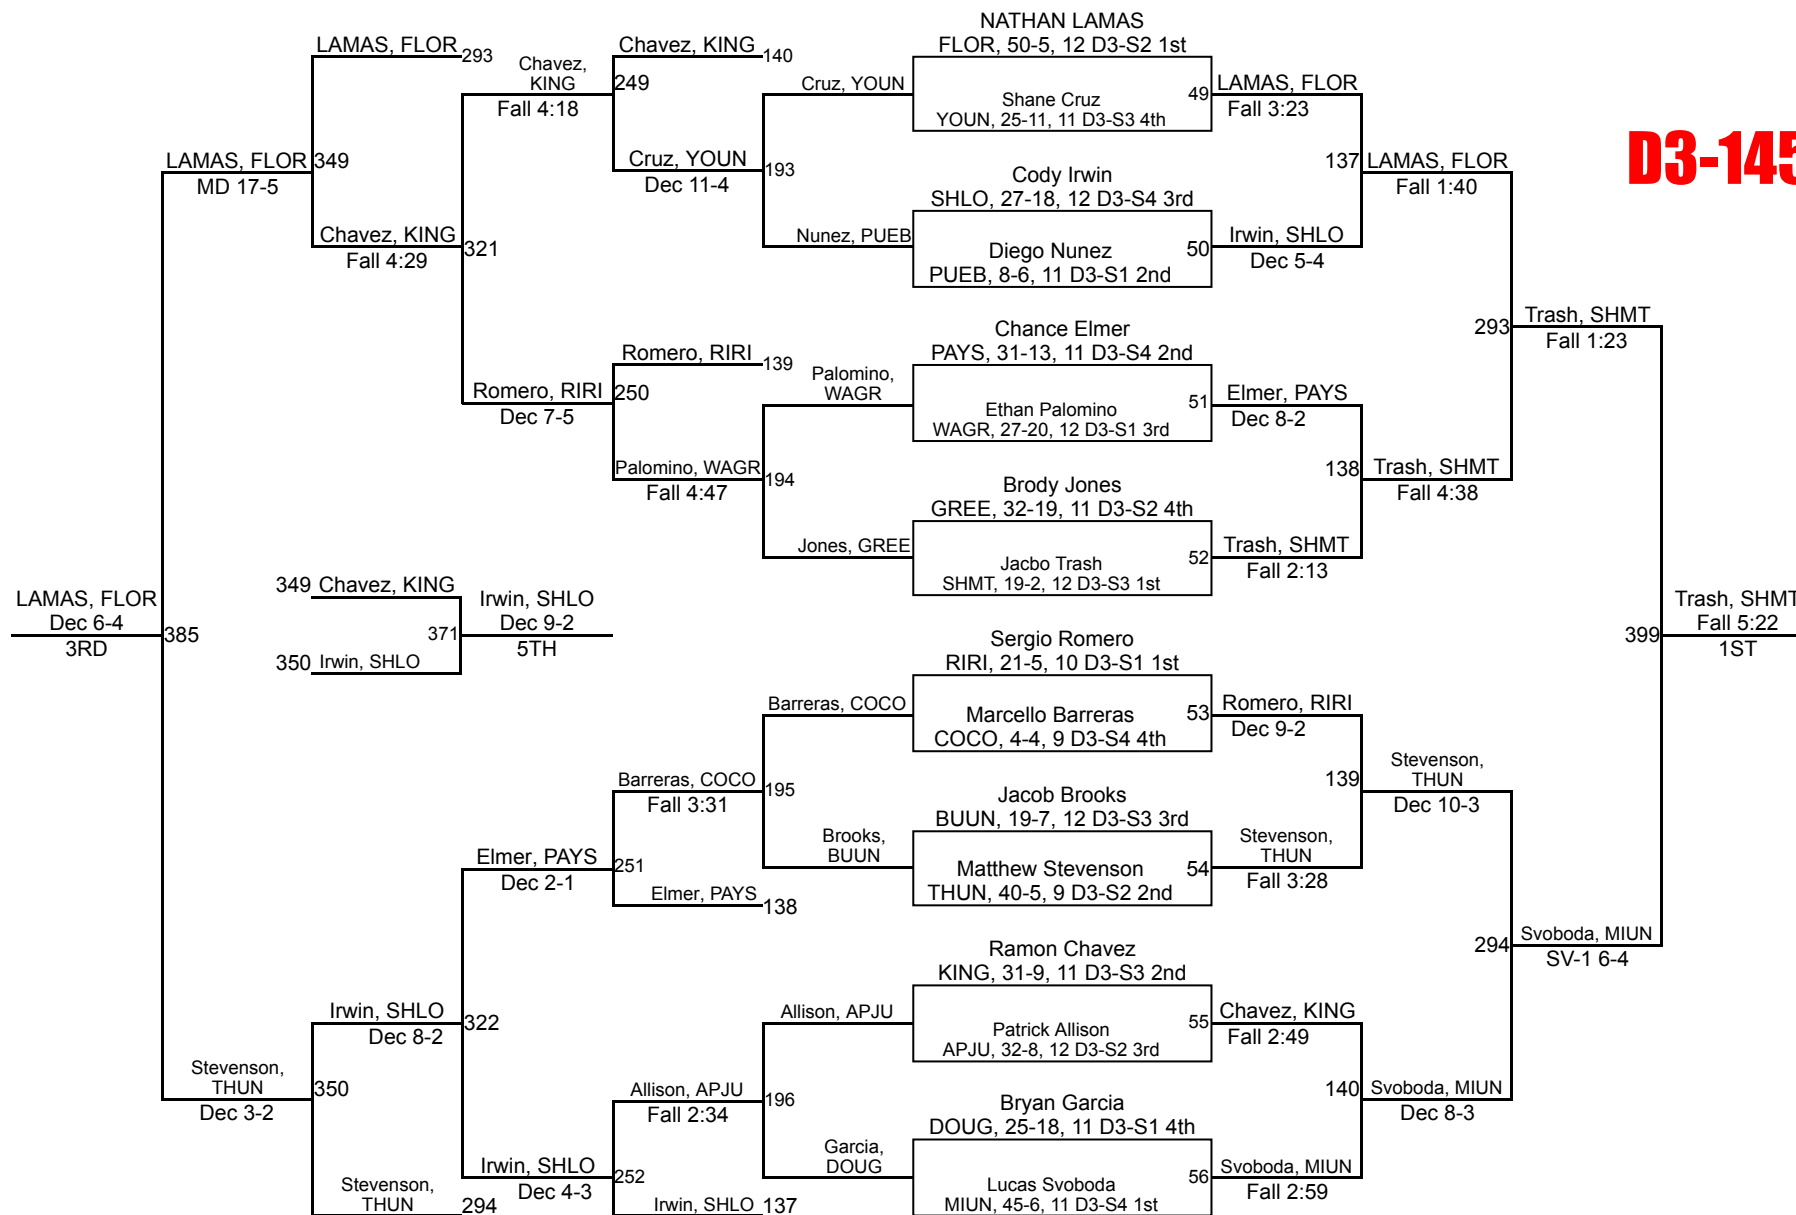 NATHAN LAMAS
FLOR, 50-5, 12 D3-S2 1st
Shane Cruz
YOUN, 25-11, 11 D3-S3 4th
49
Cody Irwin
SHLO, 27-18, 12 D3-S4 3rd
Diego Nunez
PUEB, 8-6, 11 D3-S1 2nd
50
Chance Elmer
PAYS, 31-13, 11 D3-S4 2nd
Ethan Palomino
WAGR, 27-20, 12 D3-S1 3rd
51
Brody Jones
GREE, 32-19, 11 D3-S2 4th
Jacbo Trash
SHMT, 19-2, 12 D3-S3 1st
52
Sergio Romero
RIRI, 21-5, 10 D3-S1 1st
Marcello Barreras
COCO, 4-4, 9 D3-S4 4th
53
Jacob Brooks
BUUN, 19-7, 12 D3-S3 3rd
Matthew Stevenson
THUN, 40-5, 9 D3-S2 2nd
54
Ramon Chavez
KING, 31-9, 11 D3-S3 2nd
Patrick Allison
APJU, 32-8, 12 D3-S2 3rd
55
Bryan Garcia
DOUG, 25-18, 11 D3-S1 4th
Lucas Svoboda
MIUN, 45-6, 11 D3-S4 1st
56
LAMAS, FLOR
Fall 3:23
Irwin, SHLO
Dec 5-4
Elmer, PAYS
Dec 8-2
Trash, SHMT
Fall 2:13
Romero, RIRI
Dec 9-2
Stevenson,
THUN
Fall 3:28
Chavez, KING
Fall 2:49
Svoboda, MIUN
Fall 2:59
137
LAMAS, FLOR
Fall 1:40
138
Trash, SHMT
Fall 4:38
139
Stevenson,
THUN
Dec 10-3
140
Svoboda, MIUN
Dec 8-3
293
Trash, SHMT
Fall 1:23
294
Svoboda, MIUN
SV-1 6-4
399
Trash, SHMT
Fall 5:22
1ST
D3-145
Cruz, YOUN
Nunez, PUEB
Palomino,
WAGR
Jones, GREE
Barreras, COCO
Brooks,
BUUN
Allison, APJU
Garcia,
DOUG
Chavez, KING
140
Cruz, YOUN
193
Dec 11-4
Romero, RIRI
139
Palomino, WAGR
194
Fall 4:47
Barreras, COCO
195
Fall 3:31
Elmer, PAYS
138
Allison, APJU
196
Fall 2:34
Irwin, SHLO
137
Chavez,
KING
249
Fall 4:18
Romero, RIRI
250
Dec 7-5
Elmer, PAYS
251
Dec 2-1
Irwin, SHLO
252
Dec 4-3
LAMAS, FLOR
293
Chavez, KING
321
Fall 4:29
Irwin, SHLO
322
Dec 8-2
Stevenson,
THUN
294
LAMAS, FLOR
349
MD 17-5
Stevenson,
THUN
350
Dec 3-2
349
Chavez, KING
350
Irwin, SHLO
371
Irwin, SHLO
Dec 9-2
5TH
LAMAS, FLOR
Dec 6-4
385
3RD